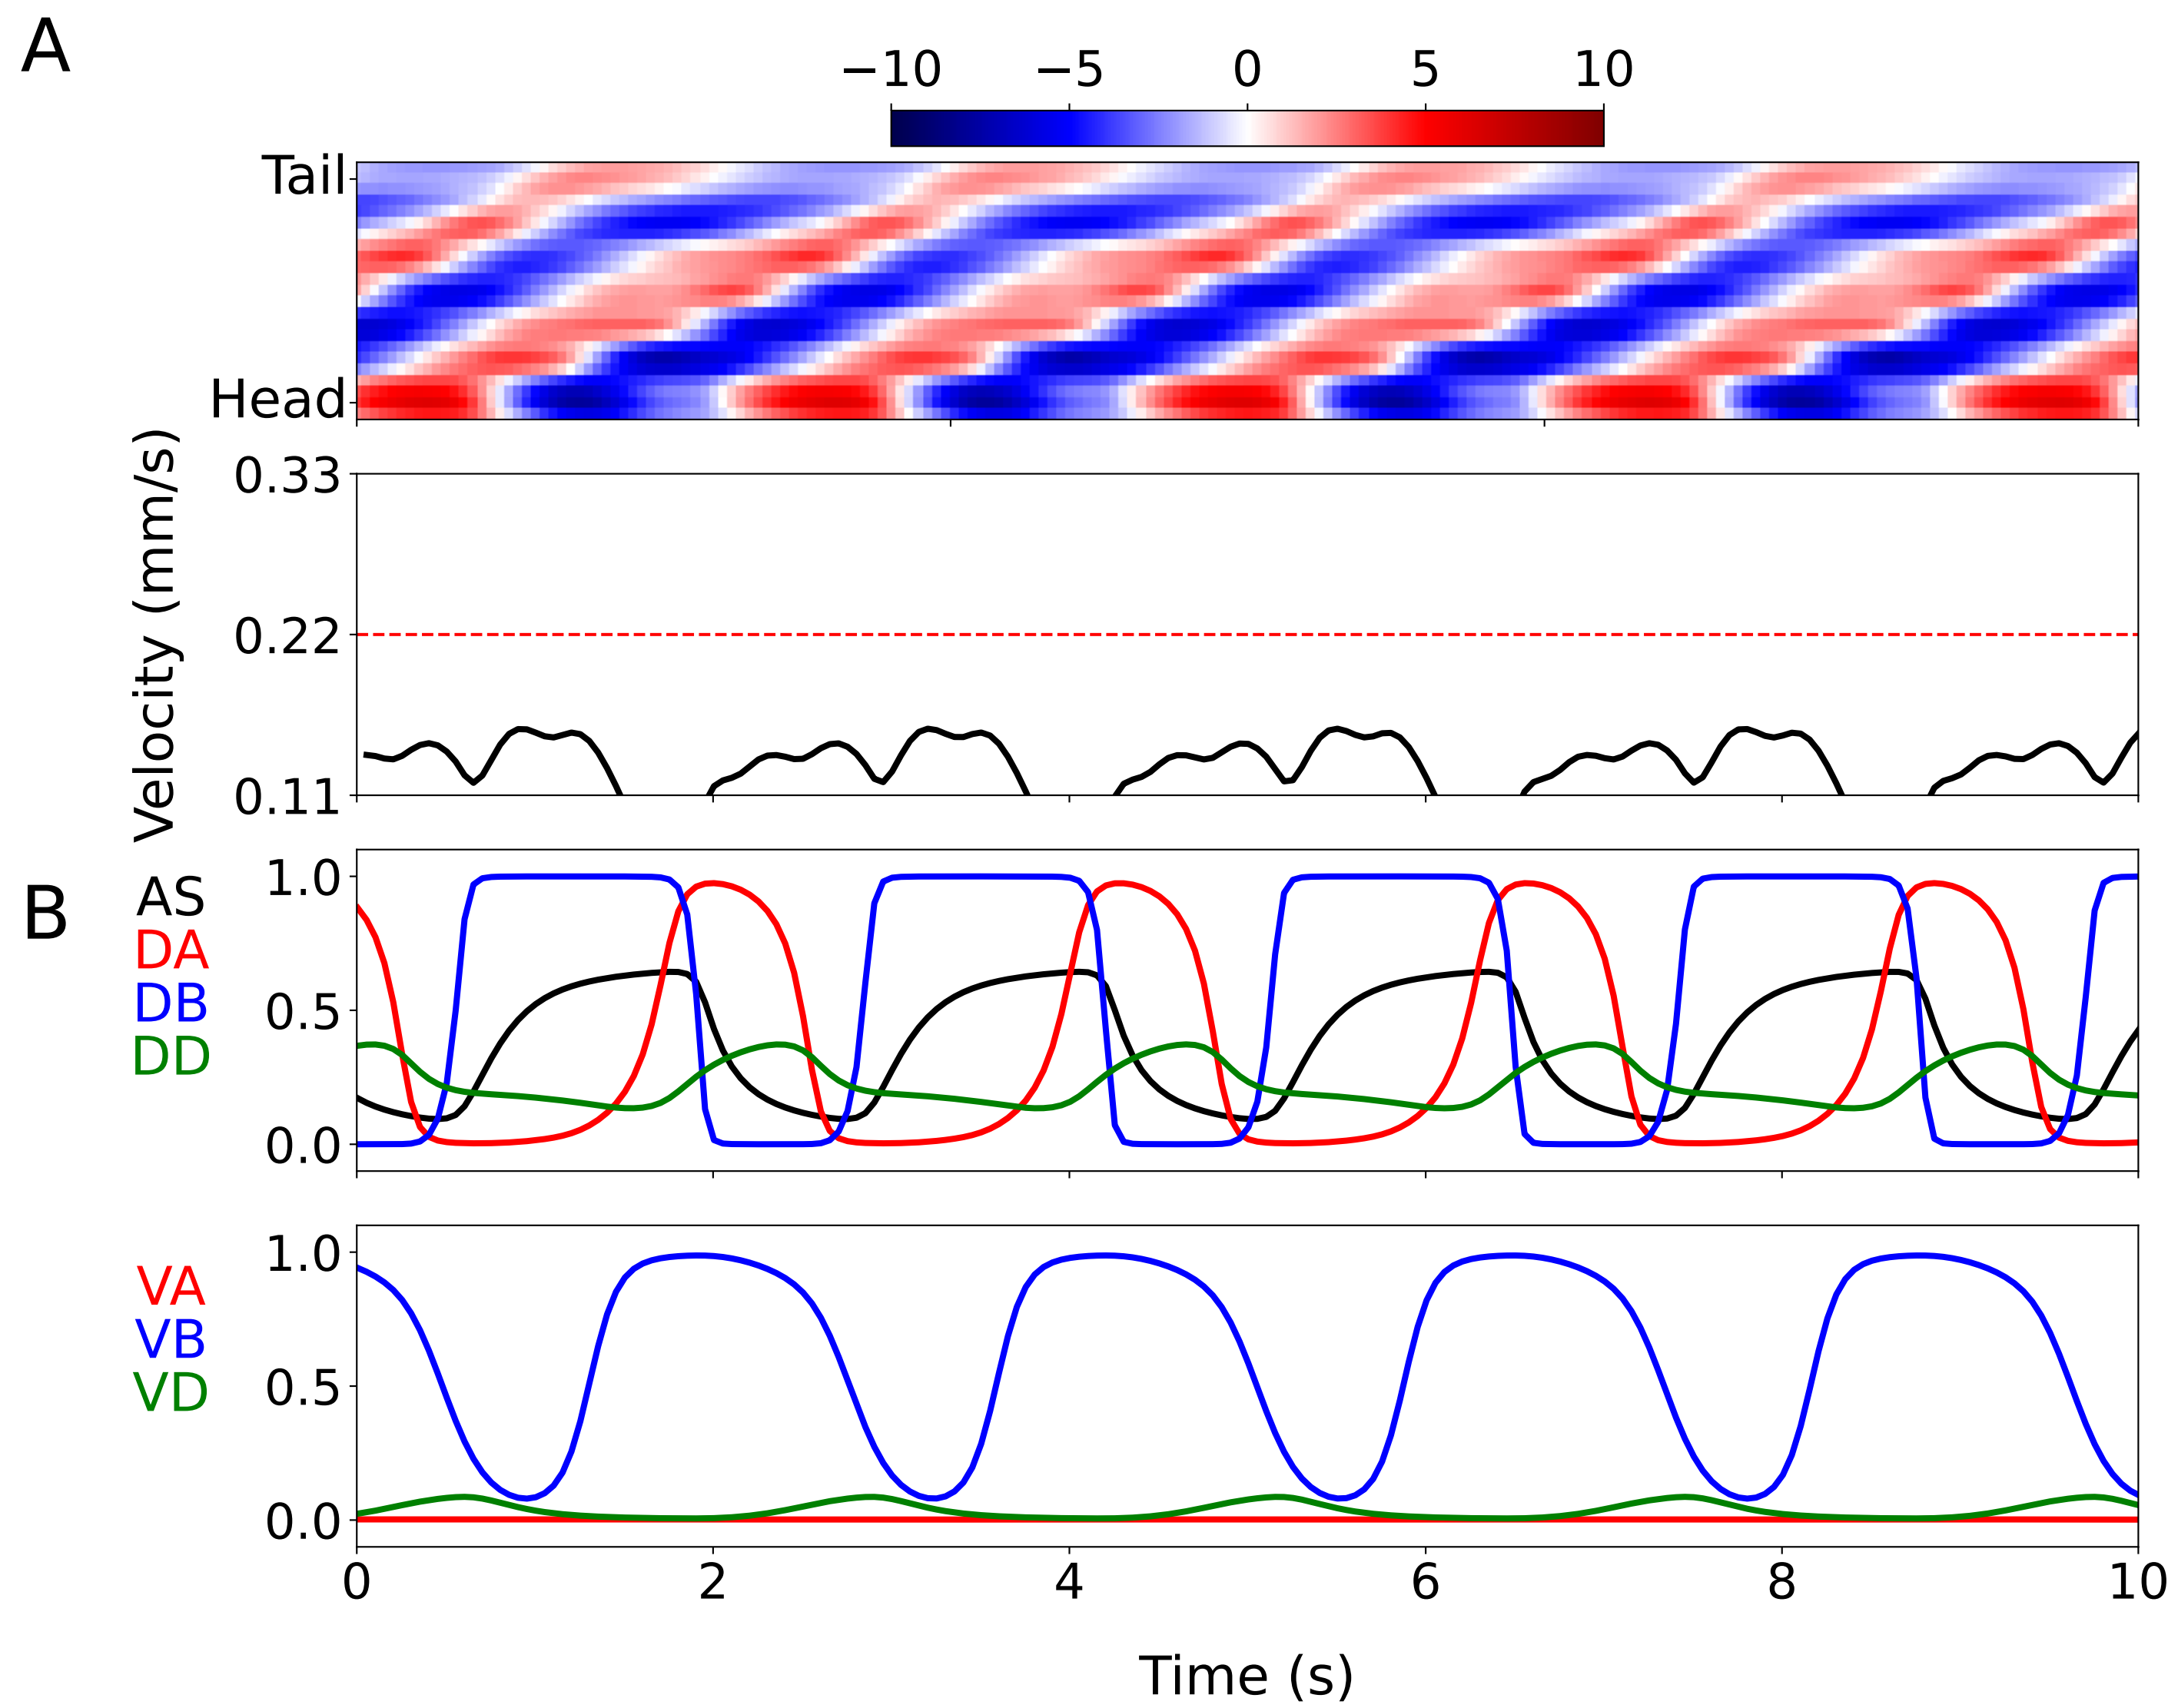 A
−10 −5 0 5 10
Tail
Head
Velocity (mm/s)
0.33
0.22
0.11
B
AS
DA
DB
DD
1.0
0.5
0.0
VA
VB
VD
1.0
0.5
0.0
0 2 4 6 8 10
Time (s)